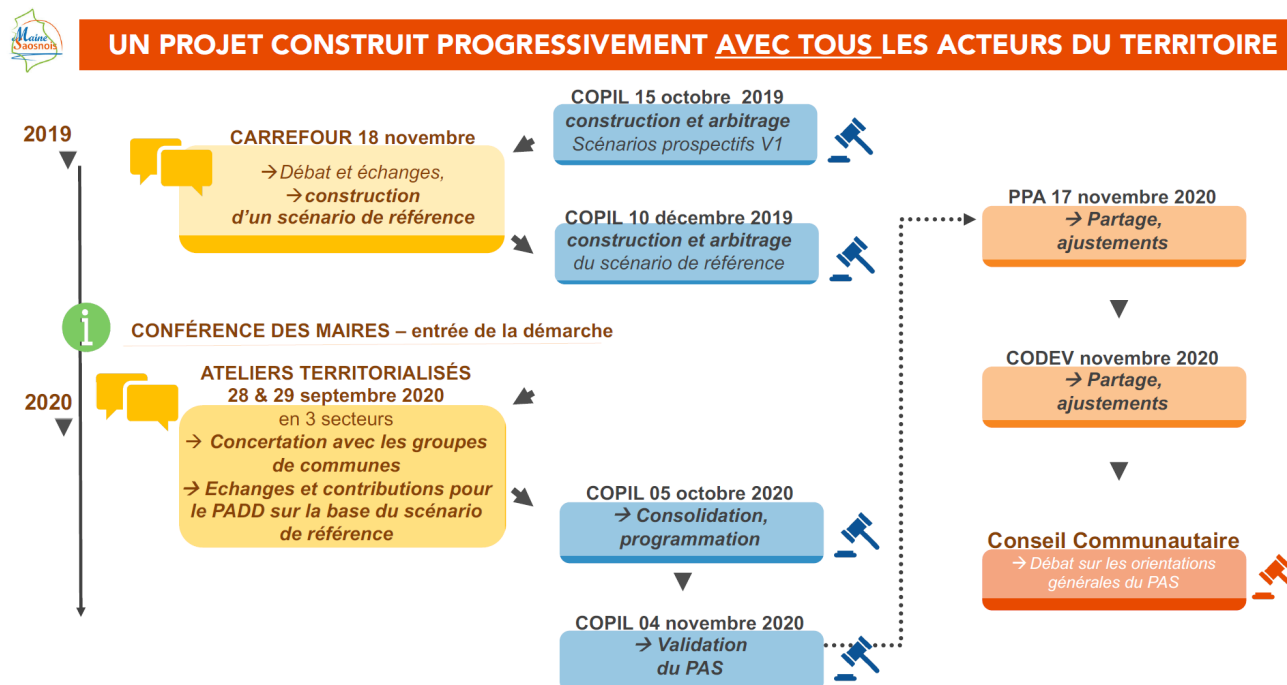 Maine
Saosnois
UN PROJET CONSTRUIT PROGRESSIVEMENT AVEC TOUS LES ACTEURS DU TERRITOIRE
2019
COPIL 15 octobre 2019
construction et arbitrage
Scénarios prospectifs V1
CARREFOUR 18 novembre
→ Débat et échanges,
→ construction
d'un scénario de référence
COPIL 10 décembre 2019
construction et arbitrage
du scénario de référence
i
CONFÉRENCE DES MAIRES – entrée de la démarche
2020
ATELIERS TERRITORIALISÉS
28 & 29 septembre 2020
en 3 secteurs
→ Concertation avec les groupes
de communes
→ Echanges et contributions pour
le PADD sur la base du scénario
de référence
COPIL 05 octobre 2020
→ Consolidation,
programmation
COPIL 04 novembre 2020
→ Validation
du PAS
PPA 17 novembre 2020
→ Partage,
ajustements
CODEV novembre 2020
→ Partage,
ajustements
Conseil Communautaire
→ Débat sur les orientations
générales du PAS